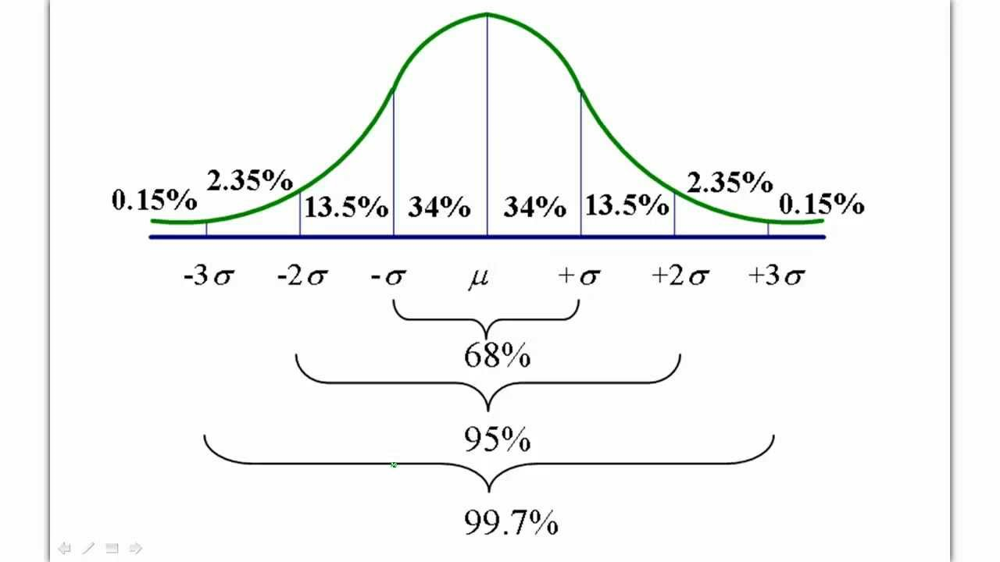 2.35% 2.35%
0.15% 13.5% 34% 34% 13.5% 0.15%
-3σ -2σ -σ μ +σ +2σ +3σ
68%
95%
99.7%